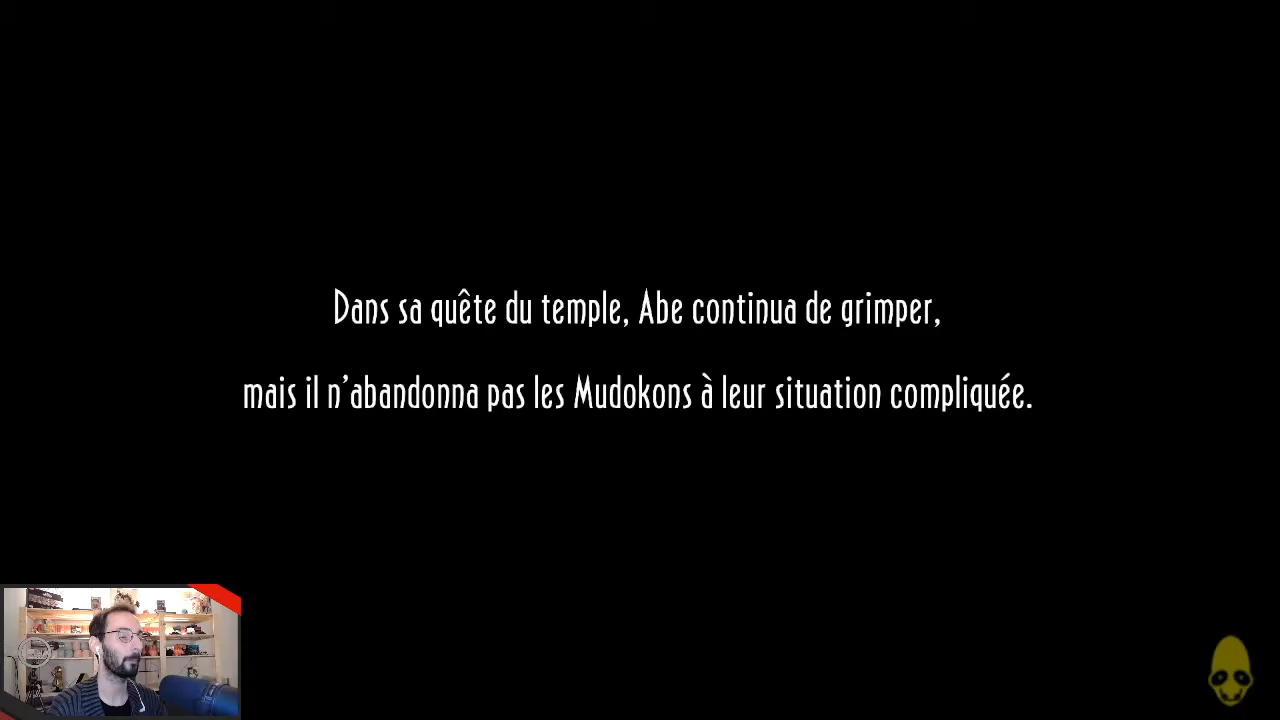 Dans sa quête du temple, Abe continua de grimper,
mais il n’abandonna pas les Mudokons à leur situation compliquée.